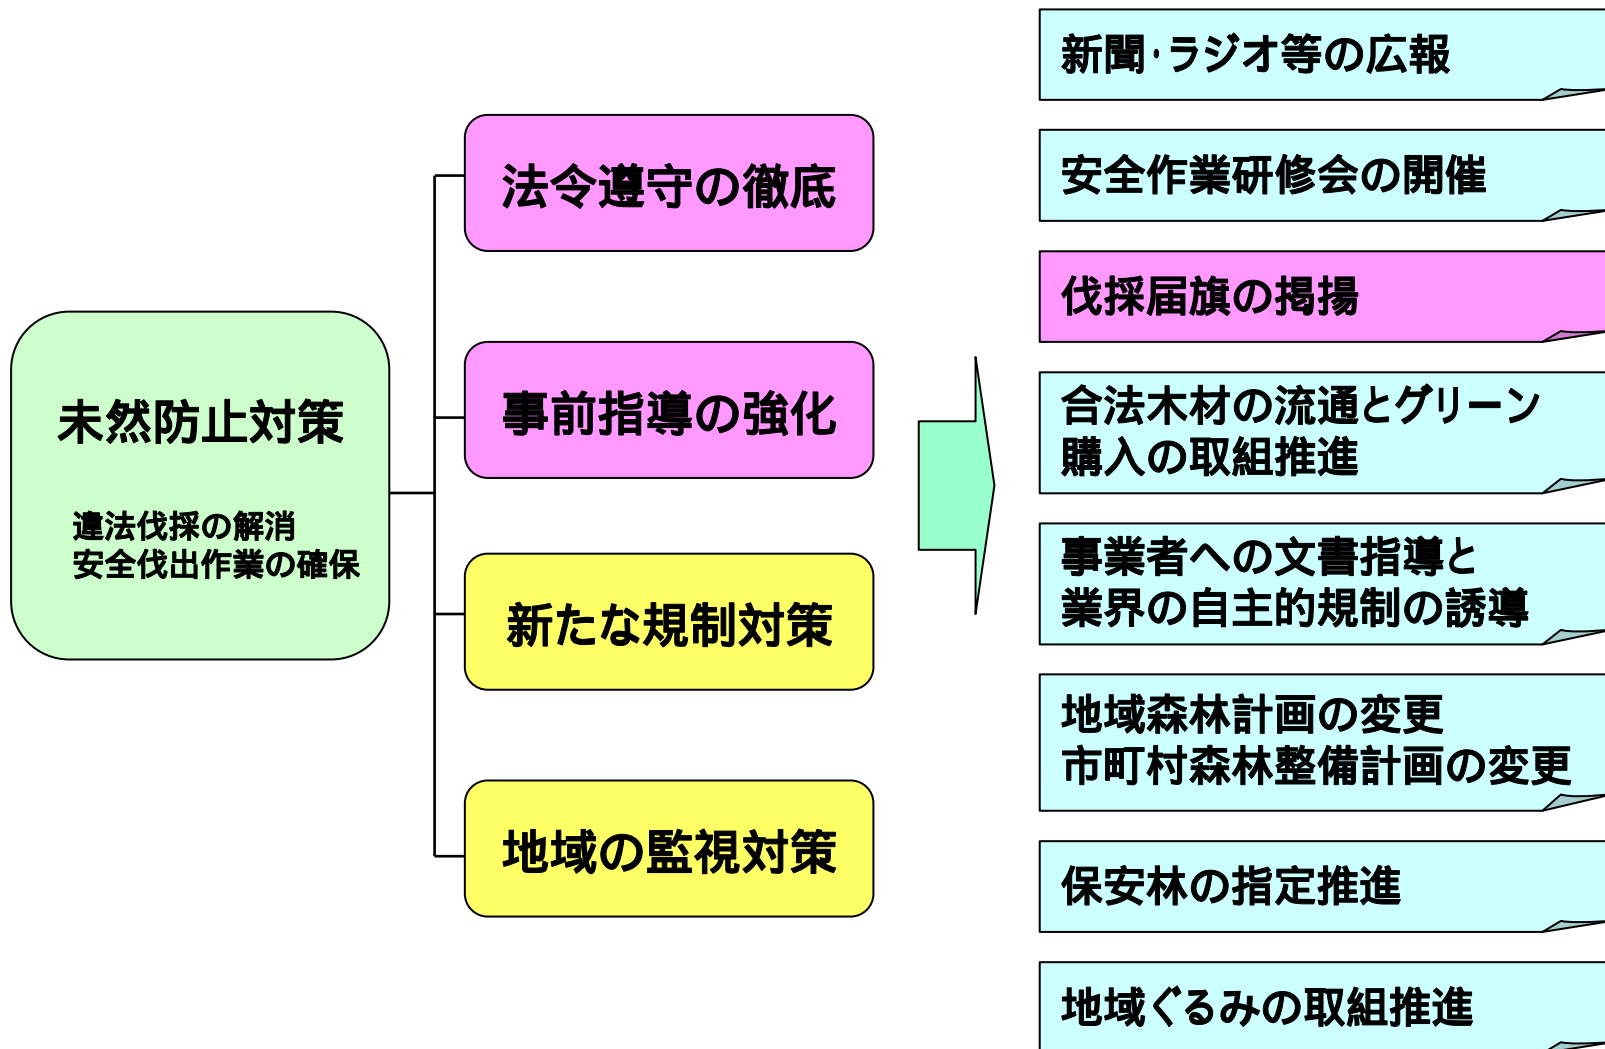 未然防止対策
違法伐採の解消
安全伐出作業の確保
法令遵守の徹底
事前指導の強化
新たな規制対策
地域の監視対策
新聞・ラジオ等の広報
安全作業研修会の開催
伐採届旗の掲揚
合法木材の流通とグリーン
購入の取組推進
事業者への文書指導と
業界の自主的規制の誘導
地域森林計画の変更
市町村森林整備計画の変更
保安林の指定推進
地域ぐるみの取組推進